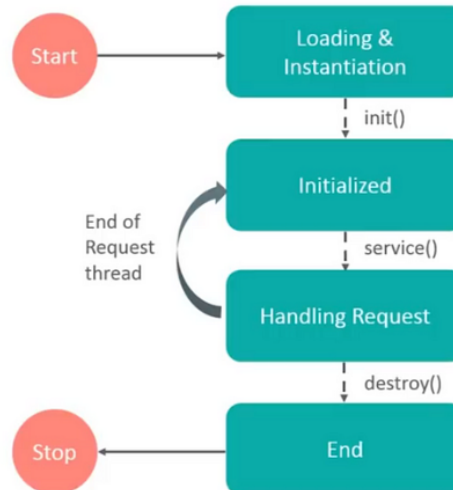 Start
Loading &
Instantiation
init()
Initialized
End of
Request
thread
service()
Handling Request
destroy()
Stop
End